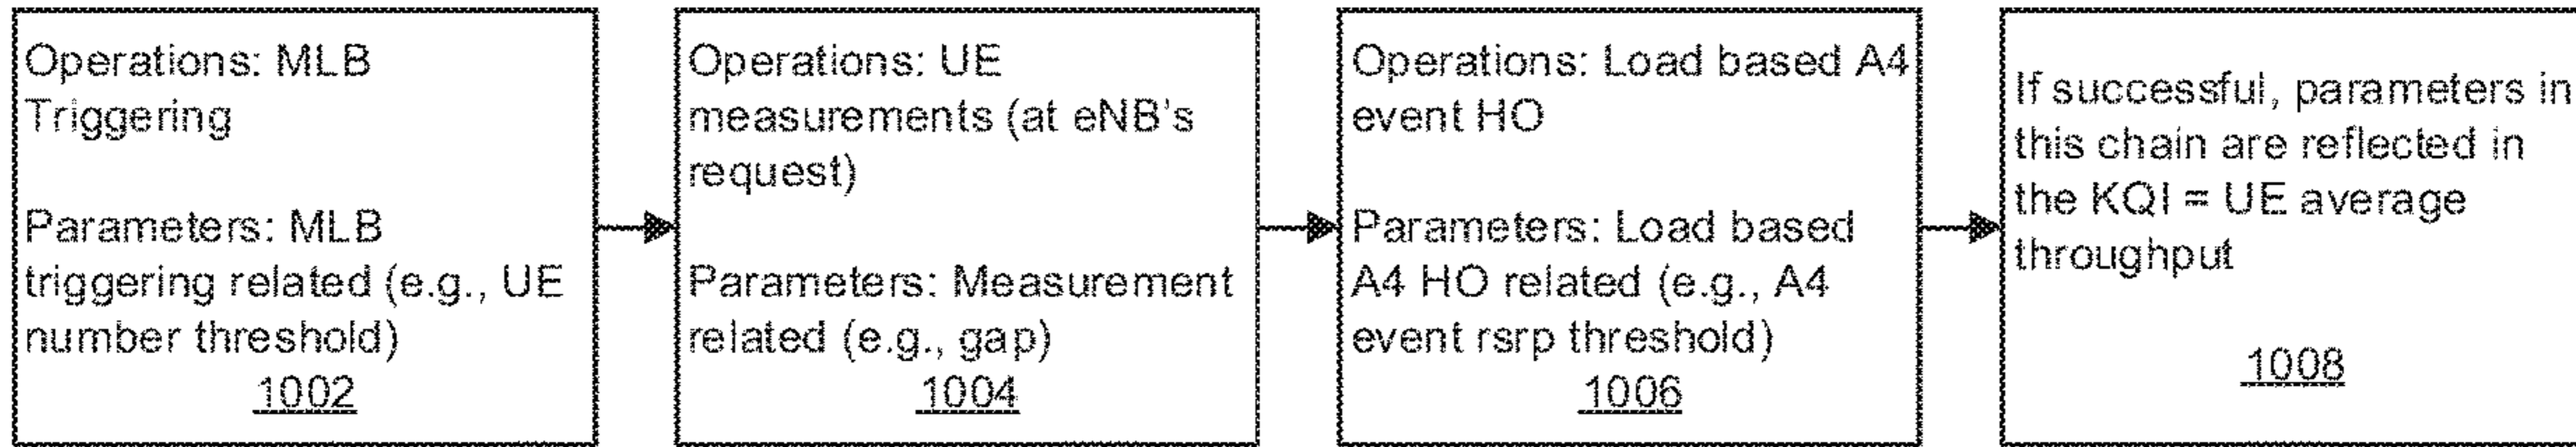 Operations: MLB
Triggering
Parameters: MLB
triggering related (e.g., UE
number threshold)
1002
Operations: UE
measurements (at eNB's
request)
Parameters: Measurement
related (e.g., gap)
1004
Operations: Load based A4
event HO
Parameters: Load based
A4 HO related (e.g., A4
event rsrp threshold)
1006
If successful, parameters in
this chain are reflected in
the KQI = UE average
throughput
1008